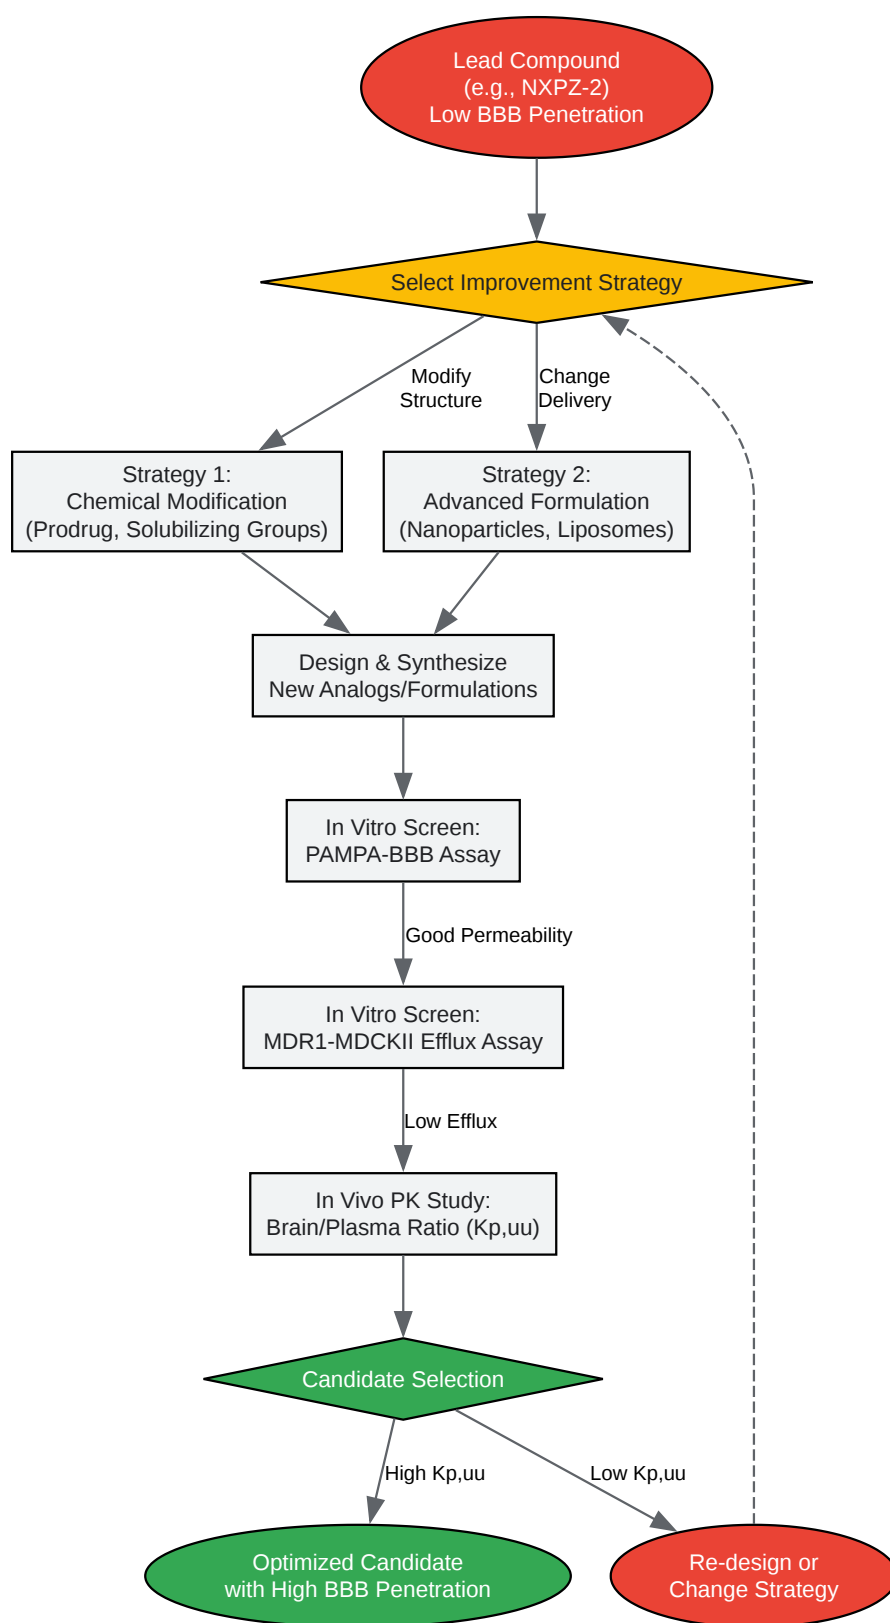 Lead Compound
(e.g., NXPZ-2)
Low BBB Penetration
Select Improvement Strategy
Modify
Structure
Change
Delivery
Strategy 1:
Chemical Modification
(Prodrug, Solubilizing Groups)
Strategy 2:
Advanced Formulation
(Nanoparticles, Liposomes)
Design & Synthesize
New Analogs/Formulations
In Vitro Screen:
PAMPA-BBB Assay
Good Permeability
In Vitro Screen:
MDR1-MDCKII Efflux Assay
Low Efflux
In Vivo PK Study:
Brain/Plasma Ratio (Kp,uu)
Candidate Selection
High Kp,uu
Low Kp,uu
Optimized Candidate
with High BBB Penetration
Re-design or
Change Strategy